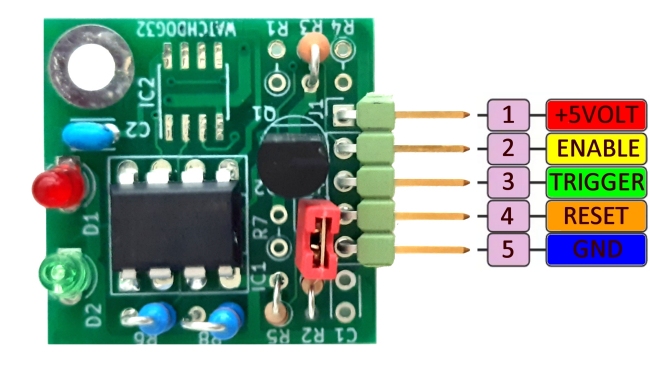 WATCHDOG32
R1
R3
R4
IC2
Q1
J1
C2
D1
R7
IC1
D2
R6
R8
R5
R2
C1
1 +5VOLT
2 ENABLE
3 TRIGGER
4 RESET
5 GND